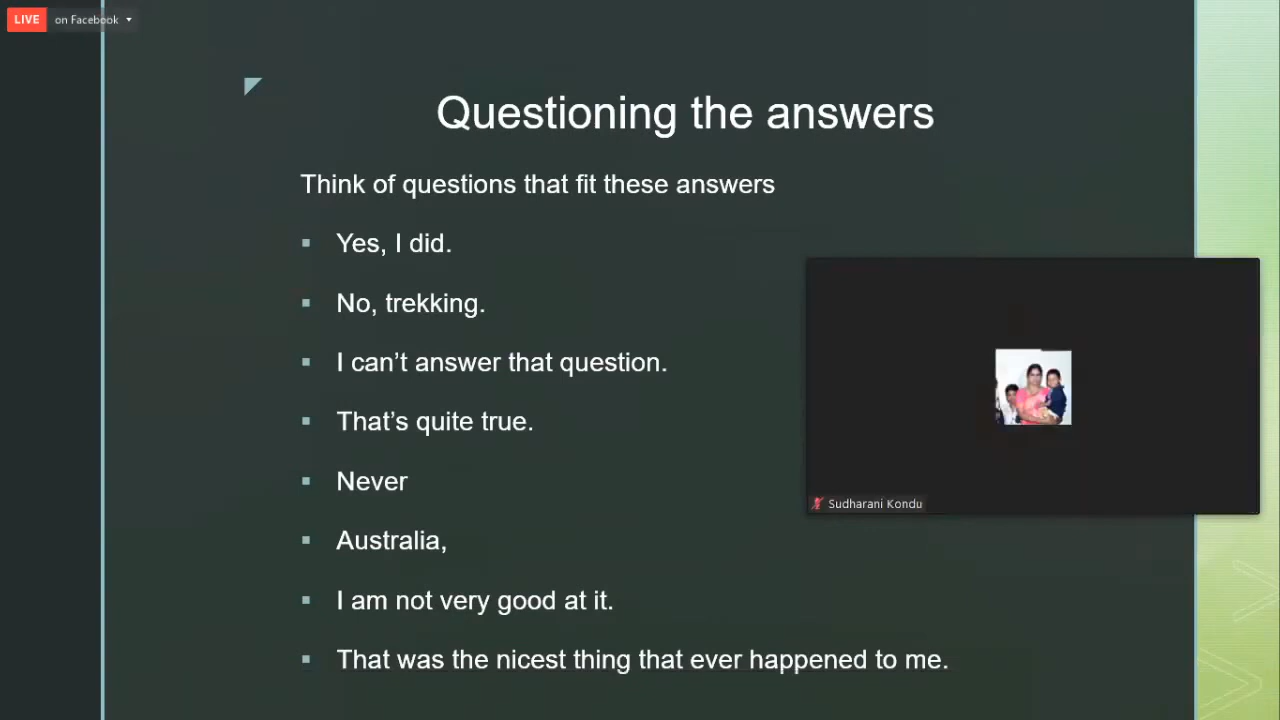 LIVE on Facebook
Questioning the answers
Think of questions that fit these answers
Yes, I did.
No, trekking.
I can’t answer that question.
That’s quite true.
Never
Australia,
I am not very good at it.
That was the nicest thing that ever happened to me.
Sudharani Kondu